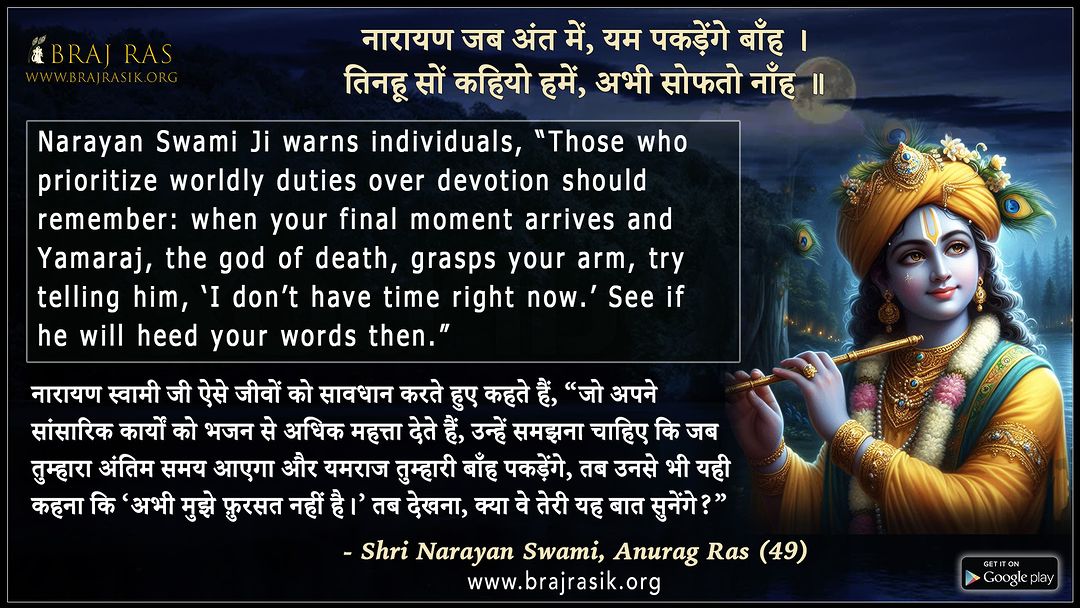 BRAJ RAS
WWW.BRAJRASIK.ORG
नारायण जब अंत में, यम पकड़ेंगे बाँह ।
तिनहू सों कहियो हमें, अभी सोफतो नाँह ॥
Narayan Swami Ji warns individuals, “Those who
prioritize worldly duties over devotion should
remember: when your final moment arrives and
Yamaraj, the god of death, grasps your arm, try
telling him, ‘I don’t have time right now.’ See if
he will heed your words then.”
नारायण स्वामी जी ऐसे जीवों को सावधान करते हुए कहते हैं, “जो अपने
सांसारिक कार्यों को भजन से अधिक महत्ता देते हैं, उन्हें समझना चाहिए कि जब
तुम्हारा अंतिम समय आएगा और यमराज तुम्हारी बाँह पकड़ेंगे, तब उनसे भी यही
कहना कि ‘अभी मुझे फ़ुरसत नहीं है।’ तब देखना, क्या वे तेरी यह बात सुनेंगे?”
- Shri Narayan Swami, Anurag Ras (49)
www.brajrasik.org
GET IT ON
Google play